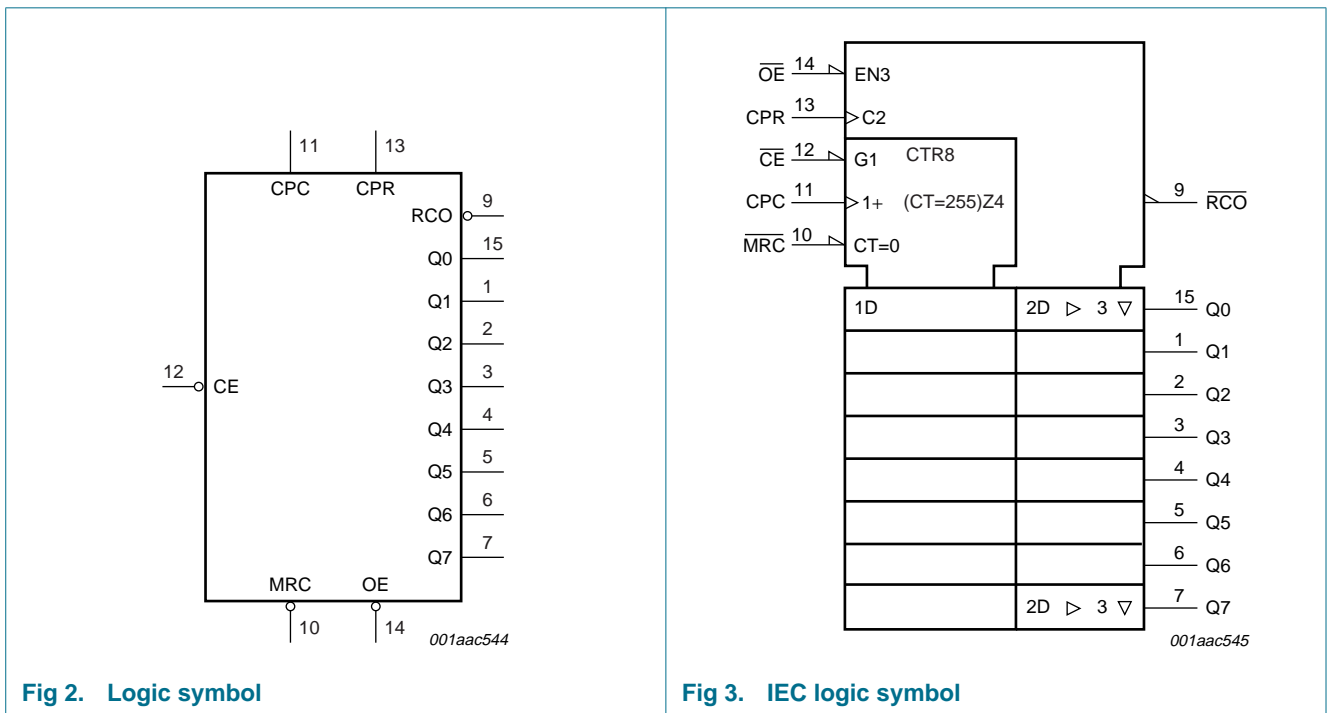 11
13
CPC
CPR
9
RCO
15
Q0
1
Q1
2
Q2
3
Q3
12
CE
4
Q4
5
Q5
6
Q6
7
Q7
MRC
OE
10
14
001aac544
Fig 2. Logic symbol
OE 14 EN3
CPR 13 C2
CE 12 G1 CTR8
CPC 11 1+ (CT=255)Z4
9 RCO
MRC 10 CT=0
1D 2D ▷ 3 ▽ 15 Q0
1 Q1
2 Q2
3 Q3
4 Q4
5 Q5
6 Q6
2D ▷ 3 ▽ 7 Q7
001aac545
Fig 3. IEC logic symbol